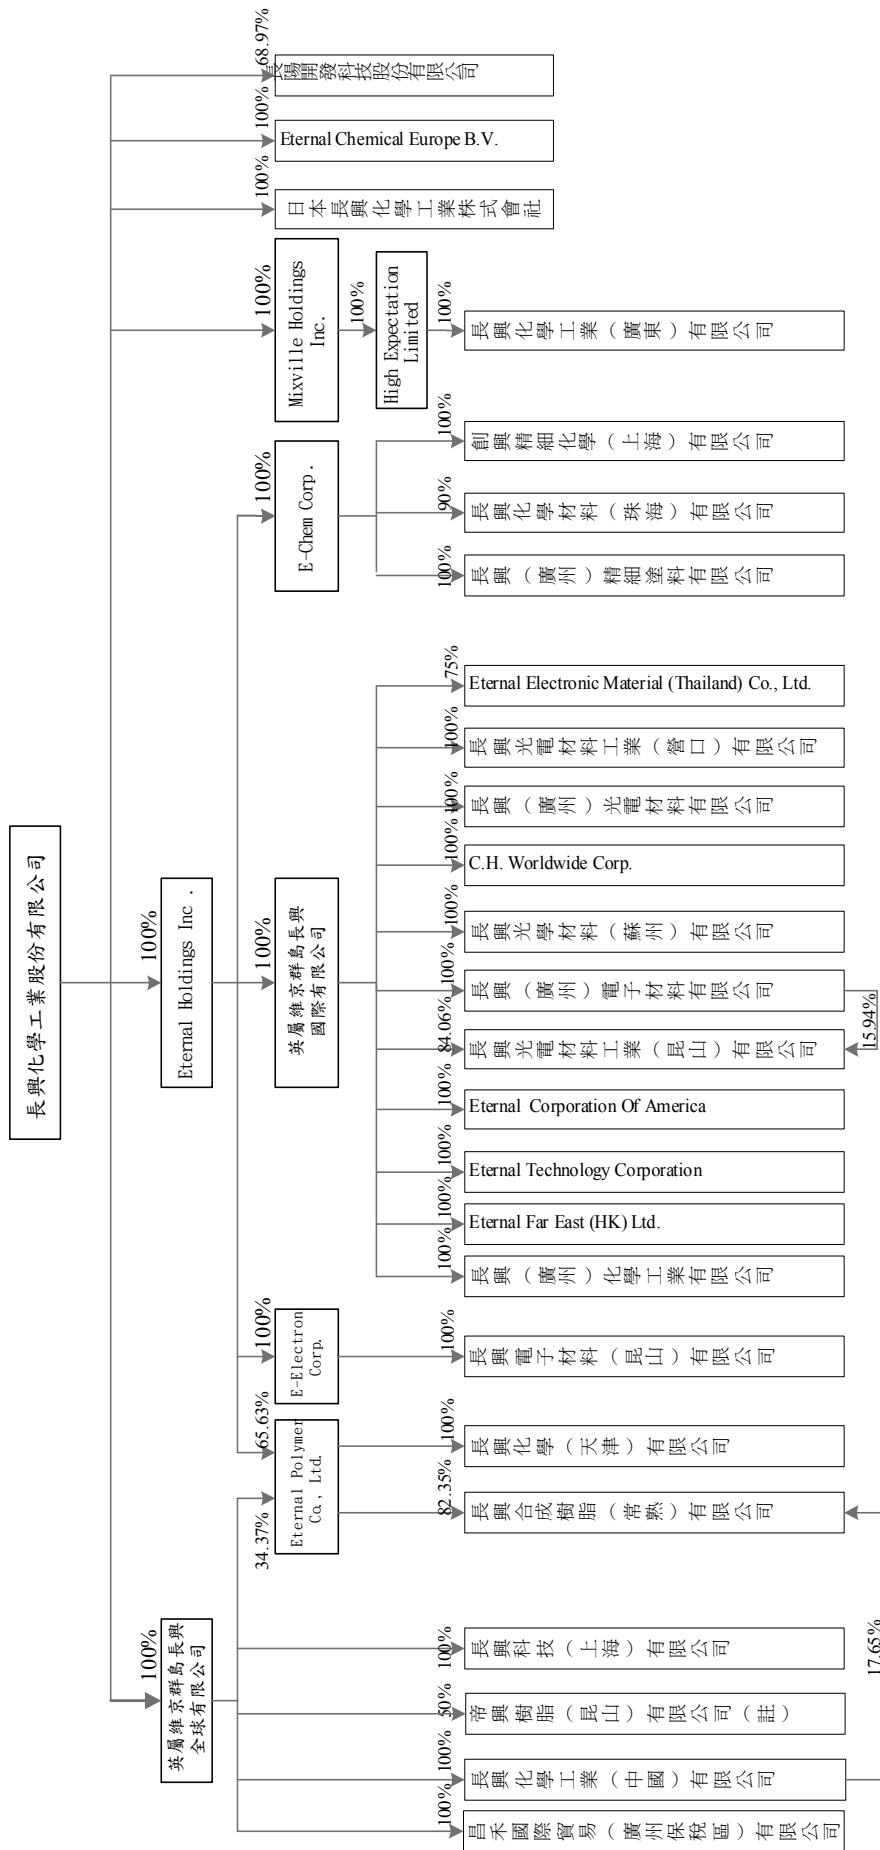 長興化學工業股份有限公司
100%
英屬維京群島長興
全球有限公司
100%
昌禾國際貿易（廣州保稅區）有限公司
100%
長興化學工業（中國）有限公司
50%
帝興樹脂（昆山）有限公司（註）
100%
長興科技（上海）有限公司
17.65%
34.37%
100%
Eternal Holdings Inc .
65.63%
Eternal Polymer
Co., Ltd.
82.35%
長興合成樹脂（常熟）有限公司
100%
長興化學（天津）有限公司
100%
E-Electron
Corp.
100%
長興電子材料（昆山）有限公司
100%
英屬維京群島長興
國際有限公司
100%
長興（廣州）化學工業有限公司
100%
Eternal Far East (HK) Ltd.
100%
Eternal Technology Corporation
100%
Eternal Corporation Of America
84.06%
長興光電材料工業（昆山）有限公司
15.94%
100%
長興（廣州）電子材料有限公司
100%
長興光學材料（蘇州）有限公司
100%
C.H. Worldwide Corp.
100%
長興（廣州）光電材料有限公司
100%
長興光電材料工業（營口）有限公司
75%
Eternal Electronic Material (Thailand) Co., Ltd.
100%
E-Chem Corp.
100%
長興（廣州）精細塗料有限公司
90%
長興化學材料（珠海）有限公司
100%
創興精細化學（上海）有限公司
100%
Mixville Holdings
Inc.
100%
High Expectation
Limited
100%
長興化學工業（廣東）有限公司
100%
日本長興化學工業株式會社
100%
Eternal Chemical Europe B.V.
68.97%
長陽開發科技股份有限公司